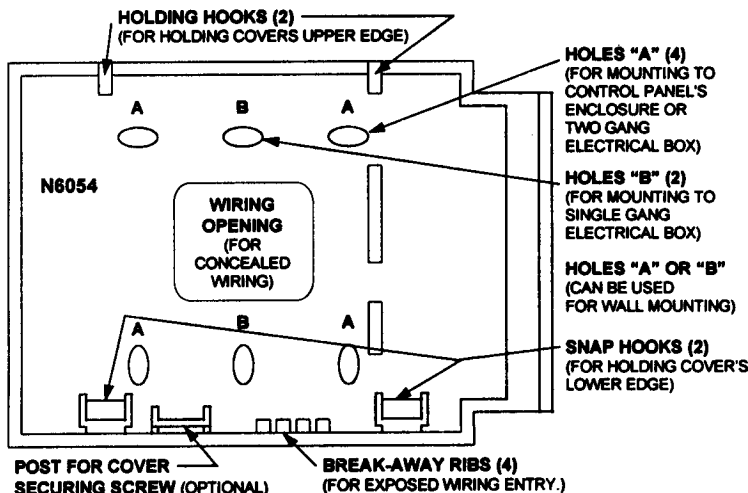 HOLDING HOOKS (2)
(FOR HOLDING COVERS UPPER EDGE)
HOLES "A" (4)
(FOR MOUNTING TO
CONTROL PANEL'S
ENCLOSURE OR
TWO GANG
ELECTRICAL BOX)
A
B
A
N6054
WIRING
OPENING
(FOR
CONCEALED
WIRING)
HOLES "B" (2)
(FOR MOUNTING TO
SINGLE GANG
ELECTRICAL BOX)
HOLES "A" OR "B"
(CAN BE USED
FOR WALL MOUNTING)
A
B
A
SNAP HOOKS (2)
(FOR HOLDING COVER'S
LOWER EDGE)
POST FOR COVER
SECURING SCREW (OPTIONAL)
BREAK-AWAY RIBS (4)
(FOR EXPOSED WIRING ENTRY.)